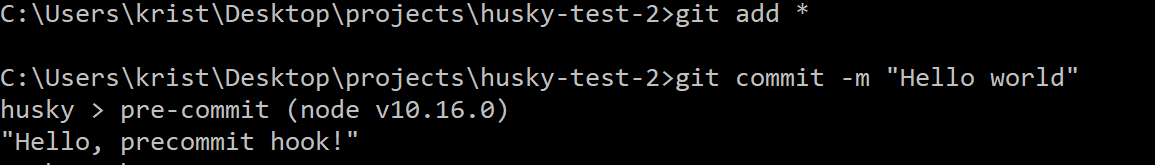 C:\Users\krist\Desktop\projects\husky-test-2>git add *
C:\Users\krist\Desktop\projects\husky-test-2>git commit -m "Hello world"
husky > pre-commit (node v10.16.0)
"Hello, precommit hook!"